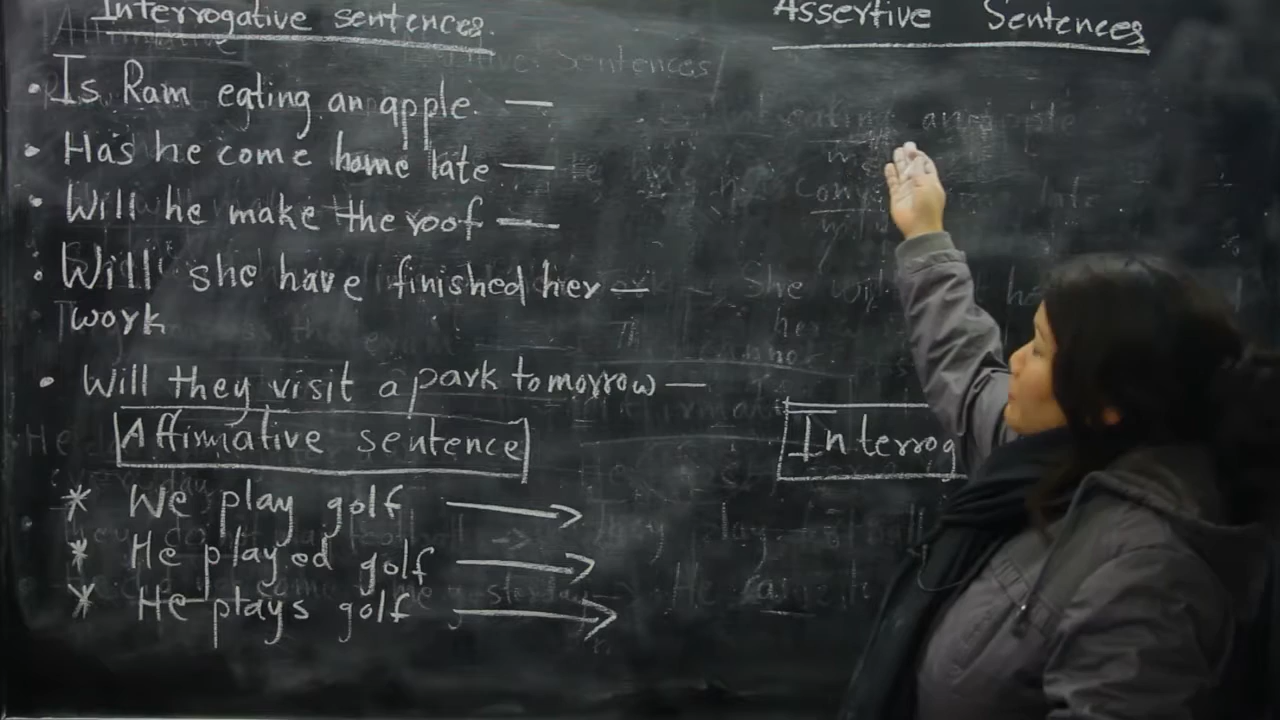 Interrogative sentences.
Assertive Sentences
• Is Ram eating an apple. —
• Has he come home late —
• Will he make the roof —
• Will she have finished her —
work
• Will they visit a park tomorrow —
Affirmative sentence
Interrog
* We play golf →
* He played golf →
* He plays golf →